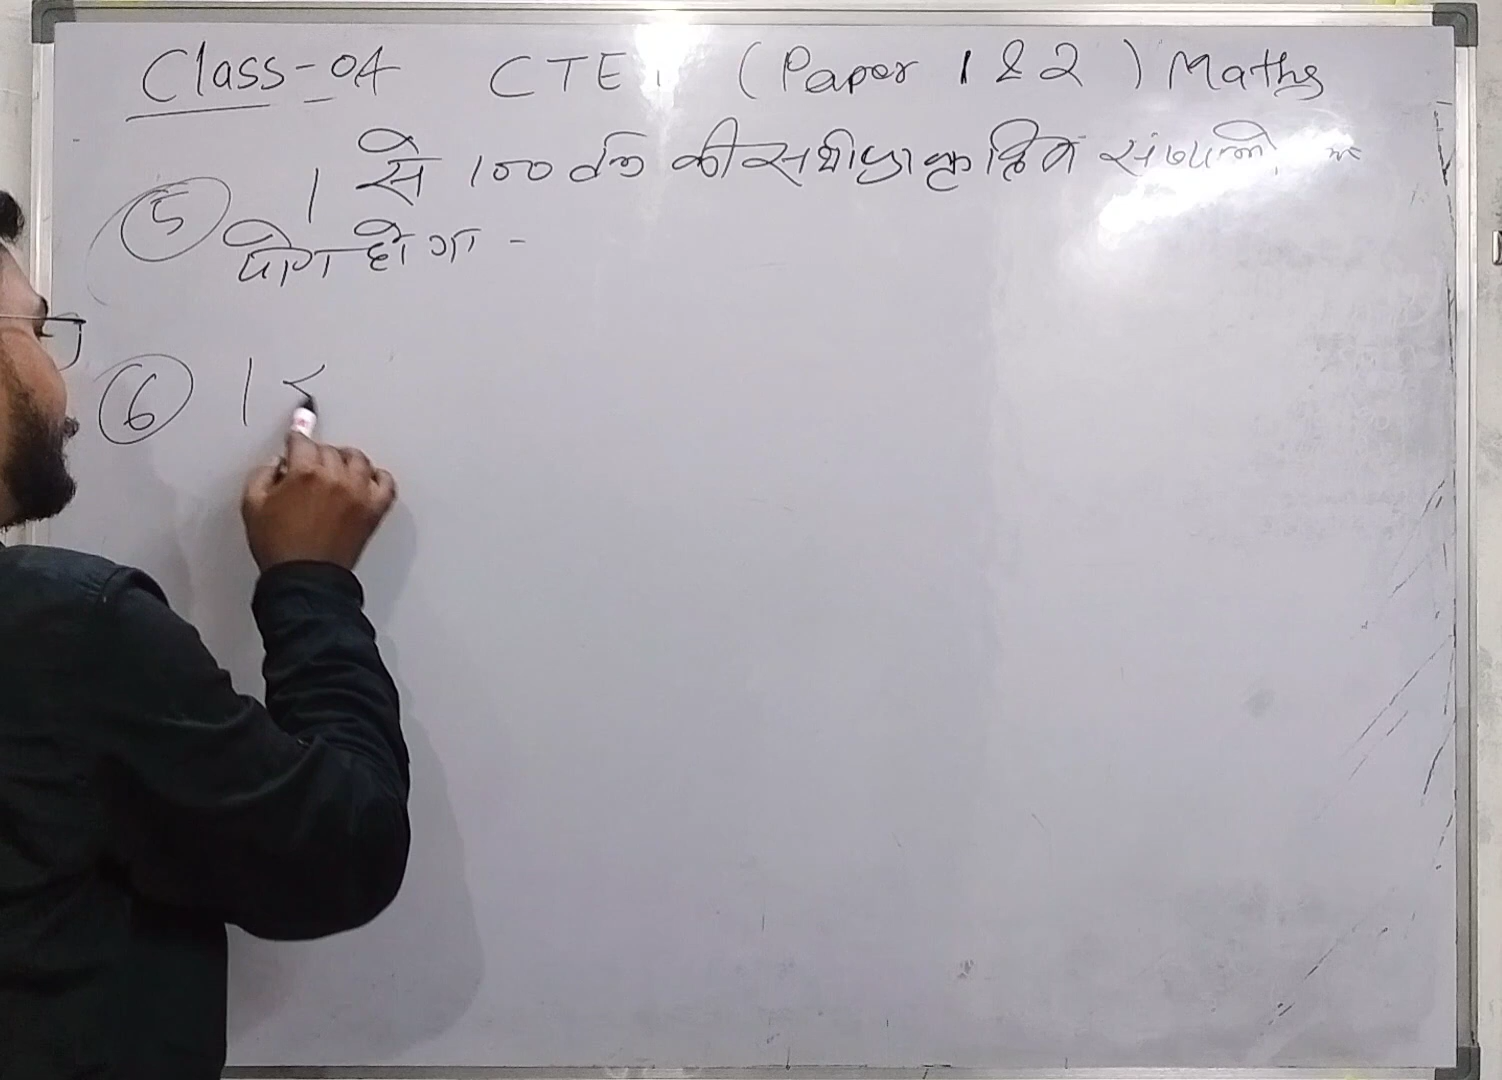 Class-04 CTET (Paper 1 & 2) Maths
(5) 1 से 100 तक की सभी प्राकृतिक संख्याओं का
योग होगा -
(6) 1